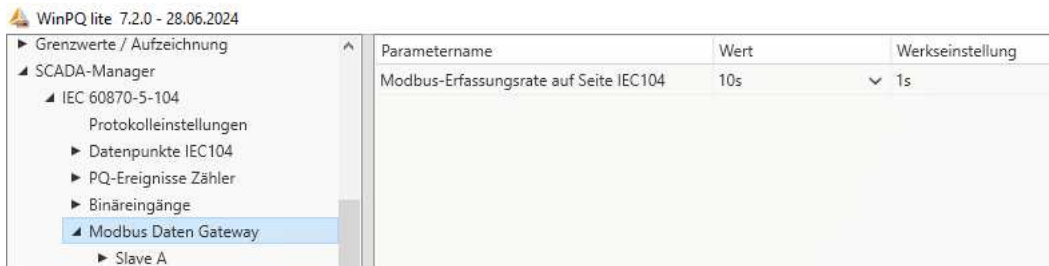 WinPQ lite 7.2.0 - 28.06.2024
Grenzwerte / Aufzeichnung
SCADA-Manager
IEC 60870-5-104
Protokolleinstellungen
Datenpunkte IEC104
PQ-Ereignisse Zähler
Binäreingänge
Modbus Daten Gateway
Slave A
Parametername Wert Werkseinstellung
Modbus-Erfassungsrate auf Seite IEC104 10s 1s